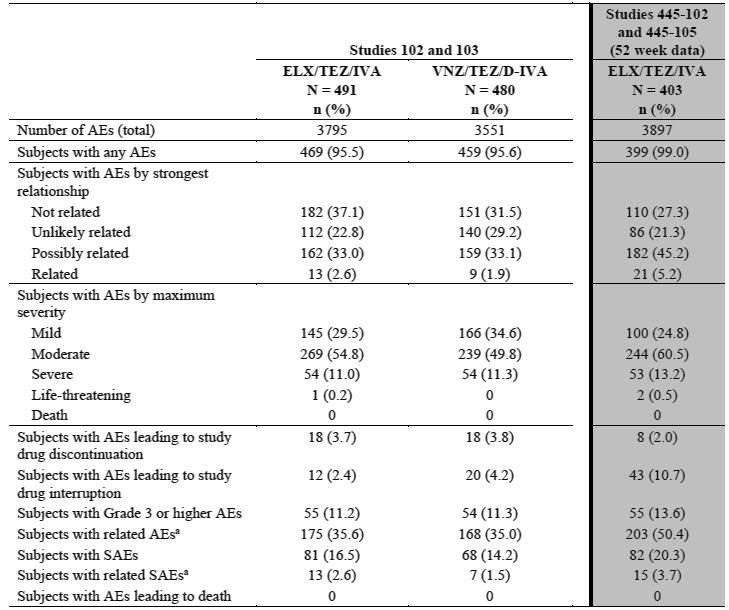 Studies 445-102
and 445-105
Studies 102 and 103 (52 week data)
ELX/TEZ/IVA VNZ/TEZ/D-IVA ELX/TEZ/IVA
N = 491 N = 480 N = 403
n (%) n (%) n (%)
Number of AEs (total) 3795 3551 3897
Subjects with any AEs 469 (95.5) 459 (95.6) 399 (99.0)
Subjects with AEs by strongest
relationship
Not related 182 (37.1) 151 (31.5) 110 (27.3)
Unlikely related 112 (22.8) 140 (29.2) 86 (21.3)
Possibly related 162 (33.0) 159 (33.1) 182 (45.2)
Related 13 (2.6) 9 (1.9) 21 (5.2)
Subjects with AEs by maximum
severity
Mild 145 (29.5) 166 (34.6) 100 (24.8)
Moderate 269 (54.8) 239 (49.8) 244 (60.5)
Severe 54 (11.0) 54 (11.3) 53 (13.2)
Life-threatening 1 (0.2) 0 2 (0.5)
Death 0 0 0
Subjects with AEs leading to study 18 (3.7) 18 (3.8) 8 (2.0)
drug discontinuation
Subjects with AEs leading to study 12 (2.4) 20 (4.2) 43 (10.7)
drug interruption
Subjects with Grade 3 or higher AEs 55 (11.2) 54 (11.3) 55 (13.6)
Subjects with related AEsᵃ 175 (35.6) 168 (35.0) 203 (50.4)
Subjects with SAEs 81 (16.5) 68 (14.2) 82 (20.3)
Subjects with related SAEsᵃ 13 (2.6) 7 (1.5) 15 (3.7)
Subjects with AEs leading to death 0 0 0